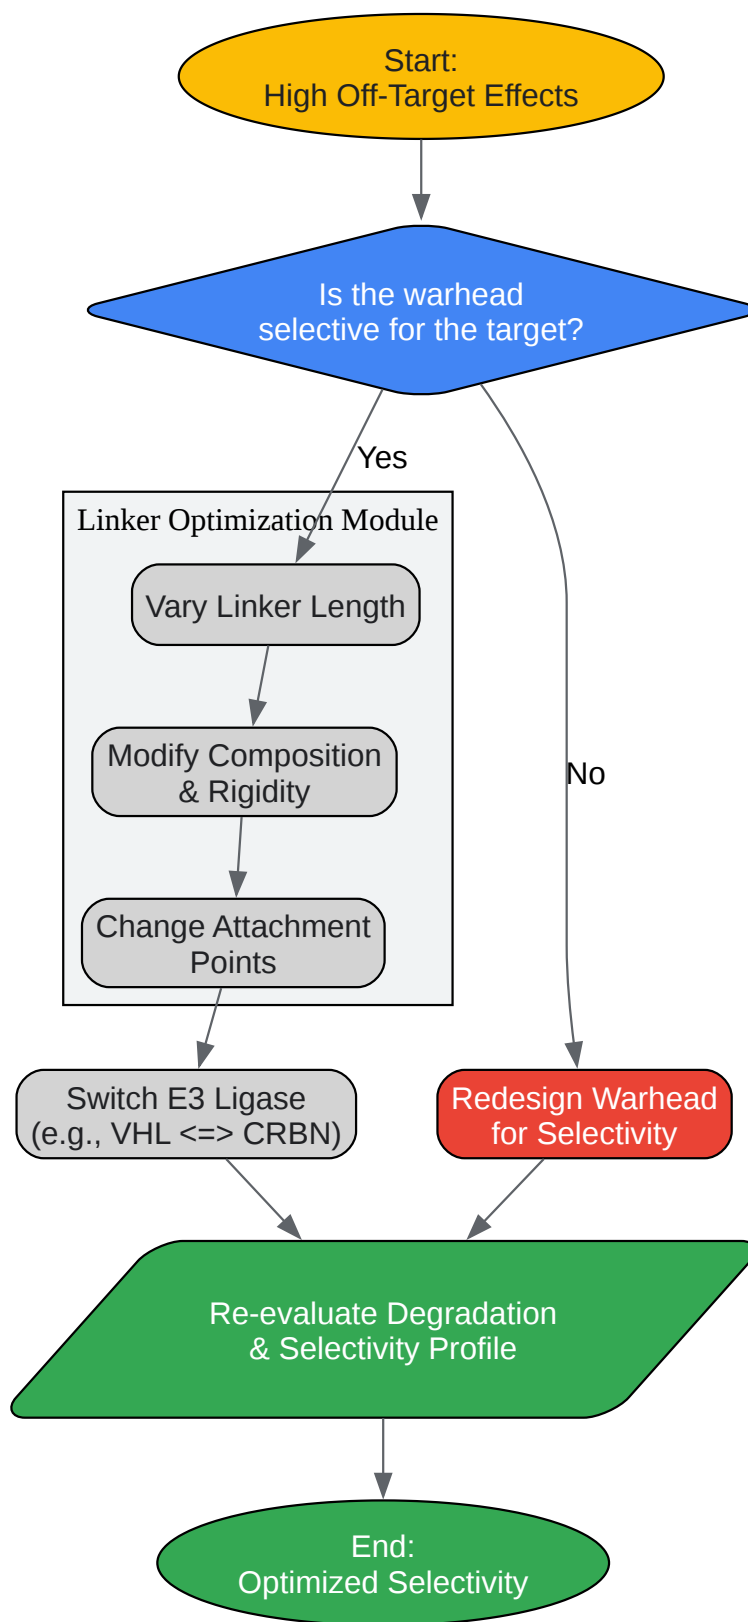 Start:
High Off-Target Effects
Is the warhead
selective for the target?
Yes
Linker Optimization Module
Vary Linker Length
Modify Composition
& Rigidity
No
Change Attachment
Points
Switch E3 Ligase
(e.g., VHL <=> CRBN)
Redesign Warhead
for Selectivity
Re-evaluate Degradation
& Selectivity Profile
End:
Optimized Selectivity